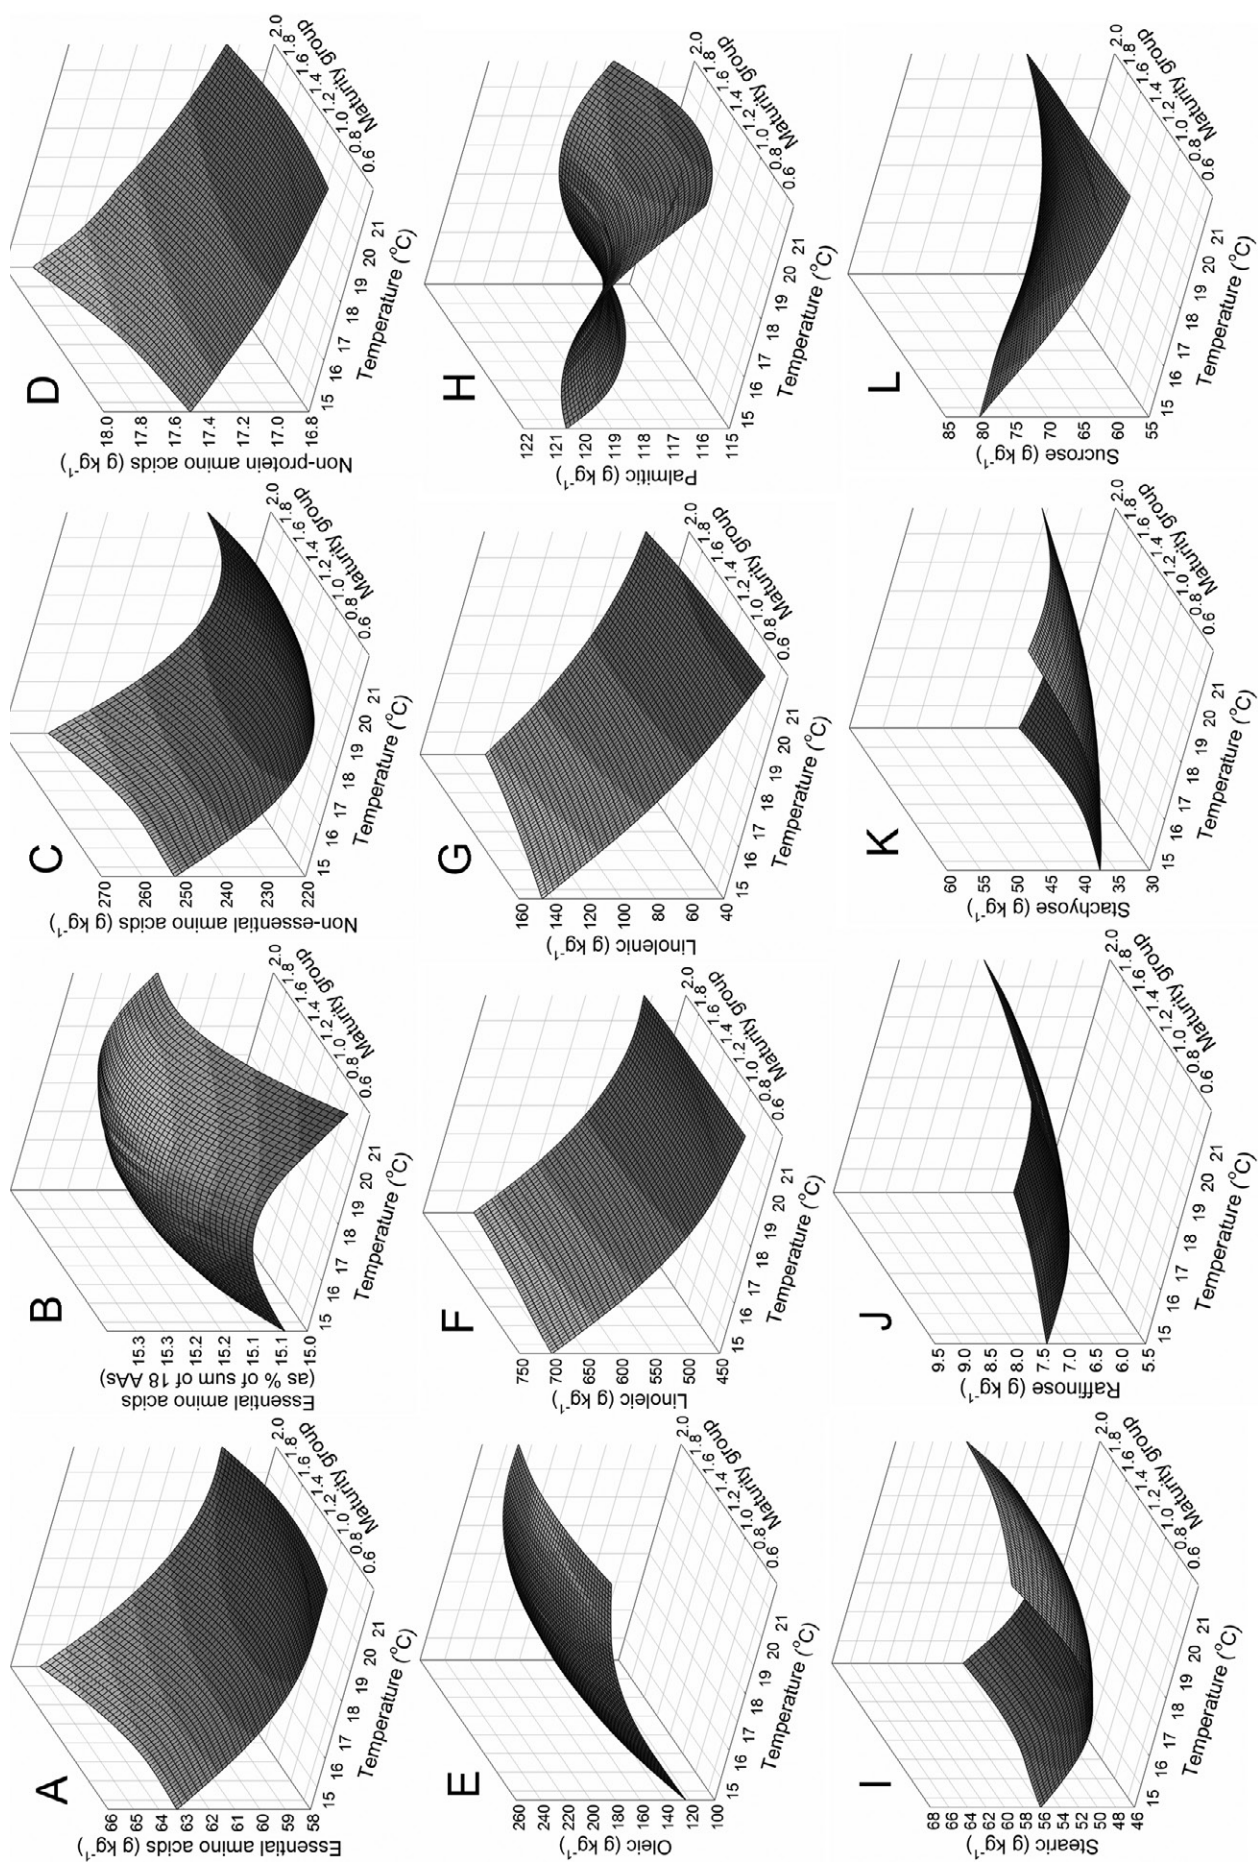 A
Essential amino acids (g kg⁻¹)
66
65
64
63
62
61
60
59
58
15 16 17 18 19 20 21
Temperature (°C)
0.6 0.8 1.0 1.2 1.4 1.6 1.8 2.0
Maturity group
B
Essential amino acids
(as % of sum of 18 AAs)
15.3
15.3
15.2
15.2
15.1
15.1
15.0
15 16 17 18 19 20 21
Temperature (°C)
0.6 0.8 1.0 1.2 1.4 1.6 1.8 2.0
Maturity group
C
Non-essential amino acids (g kg⁻¹)
270
260
250
240
230
220
15 16 17 18 19 20 21
Temperature (°C)
0.6 0.8 1.0 1.2 1.4 1.6 1.8 2.0
Maturity group
D
Non-protein amino acids (g kg⁻¹)
18.0
17.8
17.6
17.4
17.2
17.0
16.8
15 16 17 18 19 20 21
Temperature (°C)
0.6 0.8 1.0 1.2 1.4 1.6 1.8 2.0
Maturity group
E
Oleic (g kg⁻¹)
260
240
220
200
180
160
140
120
100
15 16 17 18 19 20 21
Temperature (°C)
0.6 0.8 1.0 1.2 1.4 1.6 1.8 2.0
Maturity group
F
Linoleic (g kg⁻¹)
750
700
650
600
550
500
450
15 16 17 18 19 20 21
Temperature (°C)
0.6 0.8 1.0 1.2 1.4 1.6 1.8 2.0
Maturity group
G
Linolenic (g kg⁻¹)
160
140
120
100
80
60
40
15 16 17 18 19 20 21
Temperature (°C)
0.6 0.8 1.0 1.2 1.4 1.6 1.8 2.0
Maturity group
H
Palmitic (g kg⁻¹)
122
121
120
119
118
117
116
115
15 16 17 18 19 20 21
Temperature (°C)
0.6 0.8 1.0 1.2 1.4 1.6 1.8 2.0
Maturity group
I
Stearic (g kg⁻¹)
68
66
64
62
60
58
56
54
52
50
48
46
15 16 17 18 19 20 21
Temperature (°C)
0.6 0.8 1.0 1.2 1.4 1.6 1.8 2.0
Maturity group
J
Raffinose (g kg⁻¹)
9.5
9.0
8.5
8.0
7.5
7.0
6.5
6.0
5.5
15 16 17 18 19 20 21
Temperature (°C)
0.6 0.8 1.0 1.2 1.4 1.6 1.8 2.0
Maturity group
K
Stachyose (g kg⁻¹)
60
55
50
45
40
35
30
15 16 17 18 19 20 21
Temperature (°C)
0.6 0.8 1.0 1.2 1.4 1.6 1.8 2.0
Maturity group
L
Sucrose (g kg⁻¹)
85
80
75
70
65
60
55
15 16 17 18 19 20 21
Temperature (°C)
0.6 0.8 1.0 1.2 1.4 1.6 1.8 2.0
Maturity group